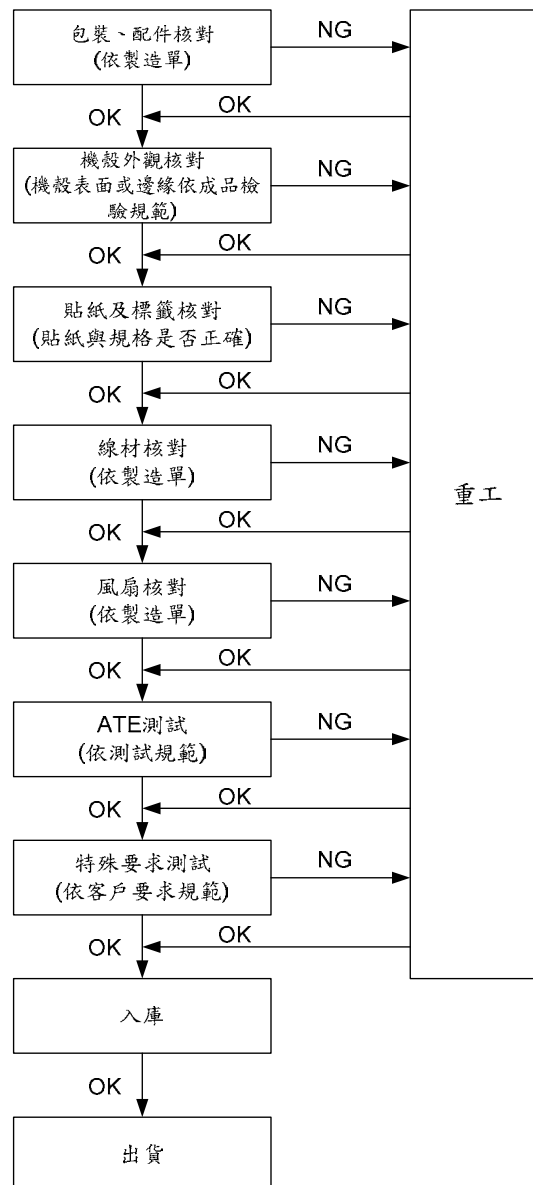 包裝、配件核對
(依製造單)
NG
OK
OK
機殼外觀核對
(機殼表面或邊緣依成品檢
驗規範)
NG
OK
OK
貼紙及標籤核對
(貼紙與規格是否正確)
NG
OK
OK
線材核對
(依製造單)
NG
重工
OK
OK
風扇核對
(依製造單)
NG
OK
OK
ATE測試
(依測試規範)
NG
OK
OK
特殊要求測試
(依客戶要求規範)
NG
OK
OK
入庫
OK
出貨